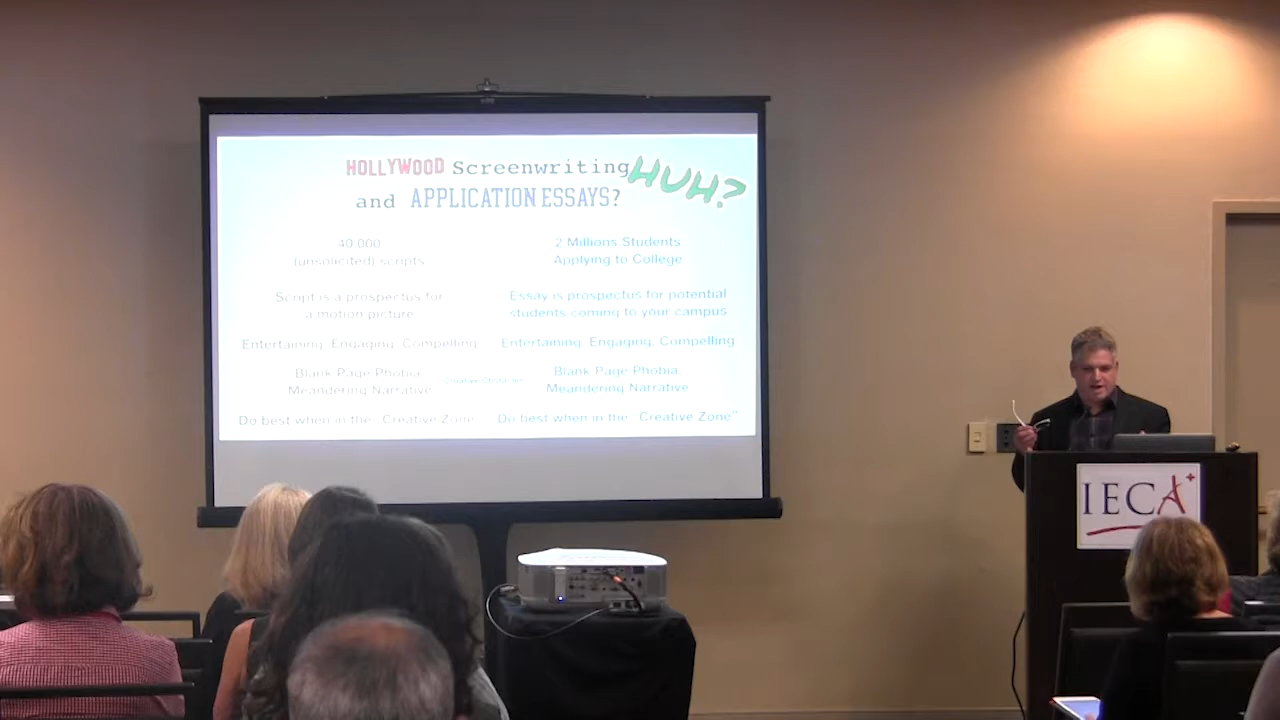 HOLLYWOOD Screenwriting HUH?
and APPLICATION ESSAYS?
40,000
(unsolicited) scripts
2 Millions Students
Applying to College
Script is a prospectus for
a motion picture
Essay is prospectus for potential
students coming to your campus
Entertaining, Engaging, Compelling
Entertaining, Engaging, Compelling
Blank Page Phobia
Meandering Narrative
Creative Character
Blank Page Phobia
Meandering Narrative
Do best when in the "Creative Zone"
Do best when in the "Creative Zone"
IECA+